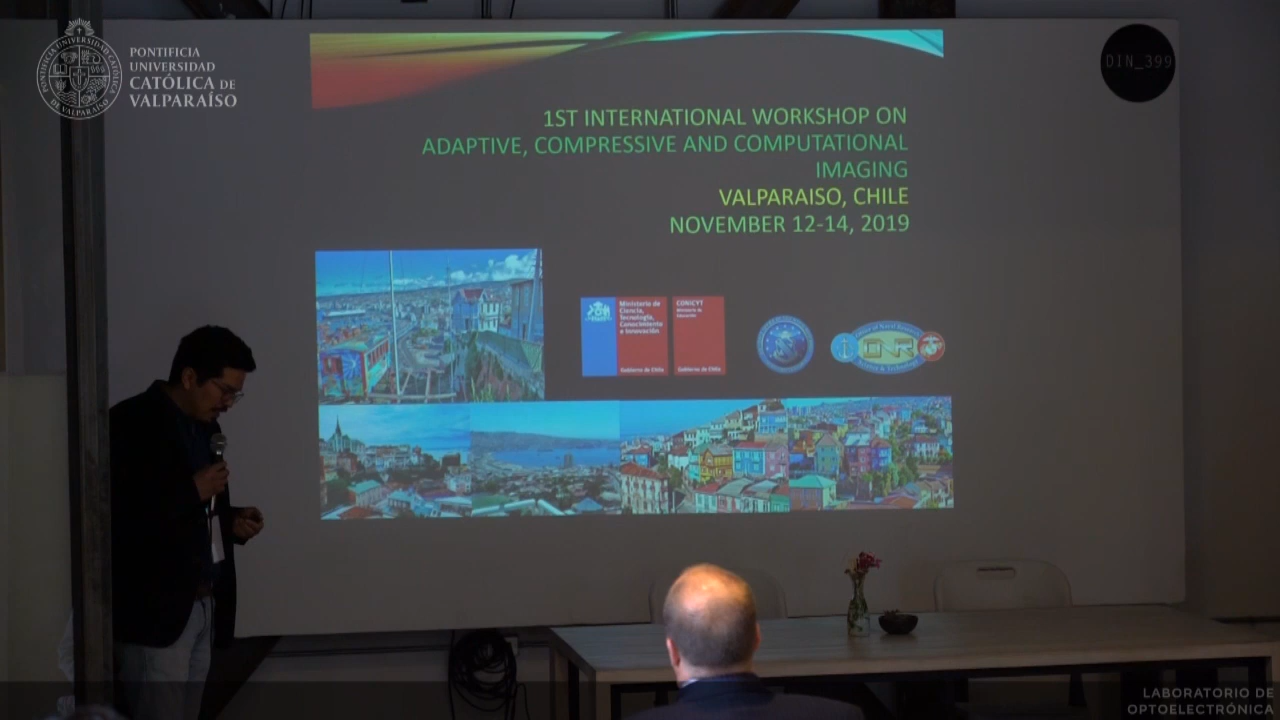 PONTIFICIA
UNIVERSIDAD
CATÓLICA DE
VALPARAÍSO
DIN_399
1ST INTERNATIONAL WORKSHOP ON
ADAPTIVE, COMPRESSIVE AND COMPUTATIONAL
IMAGING
VALPARAISO, CHILE
NOVEMBER 12-14, 2019
Ministerio de
Ciencia,
Tecnología,
Conocimiento
e Innovación
Gobierno de Chile
CONICYT
Ministerio de
Educación
Gobierno de Chile
ONR
LABORATORIO DE
OPTOELECTRÓNICA